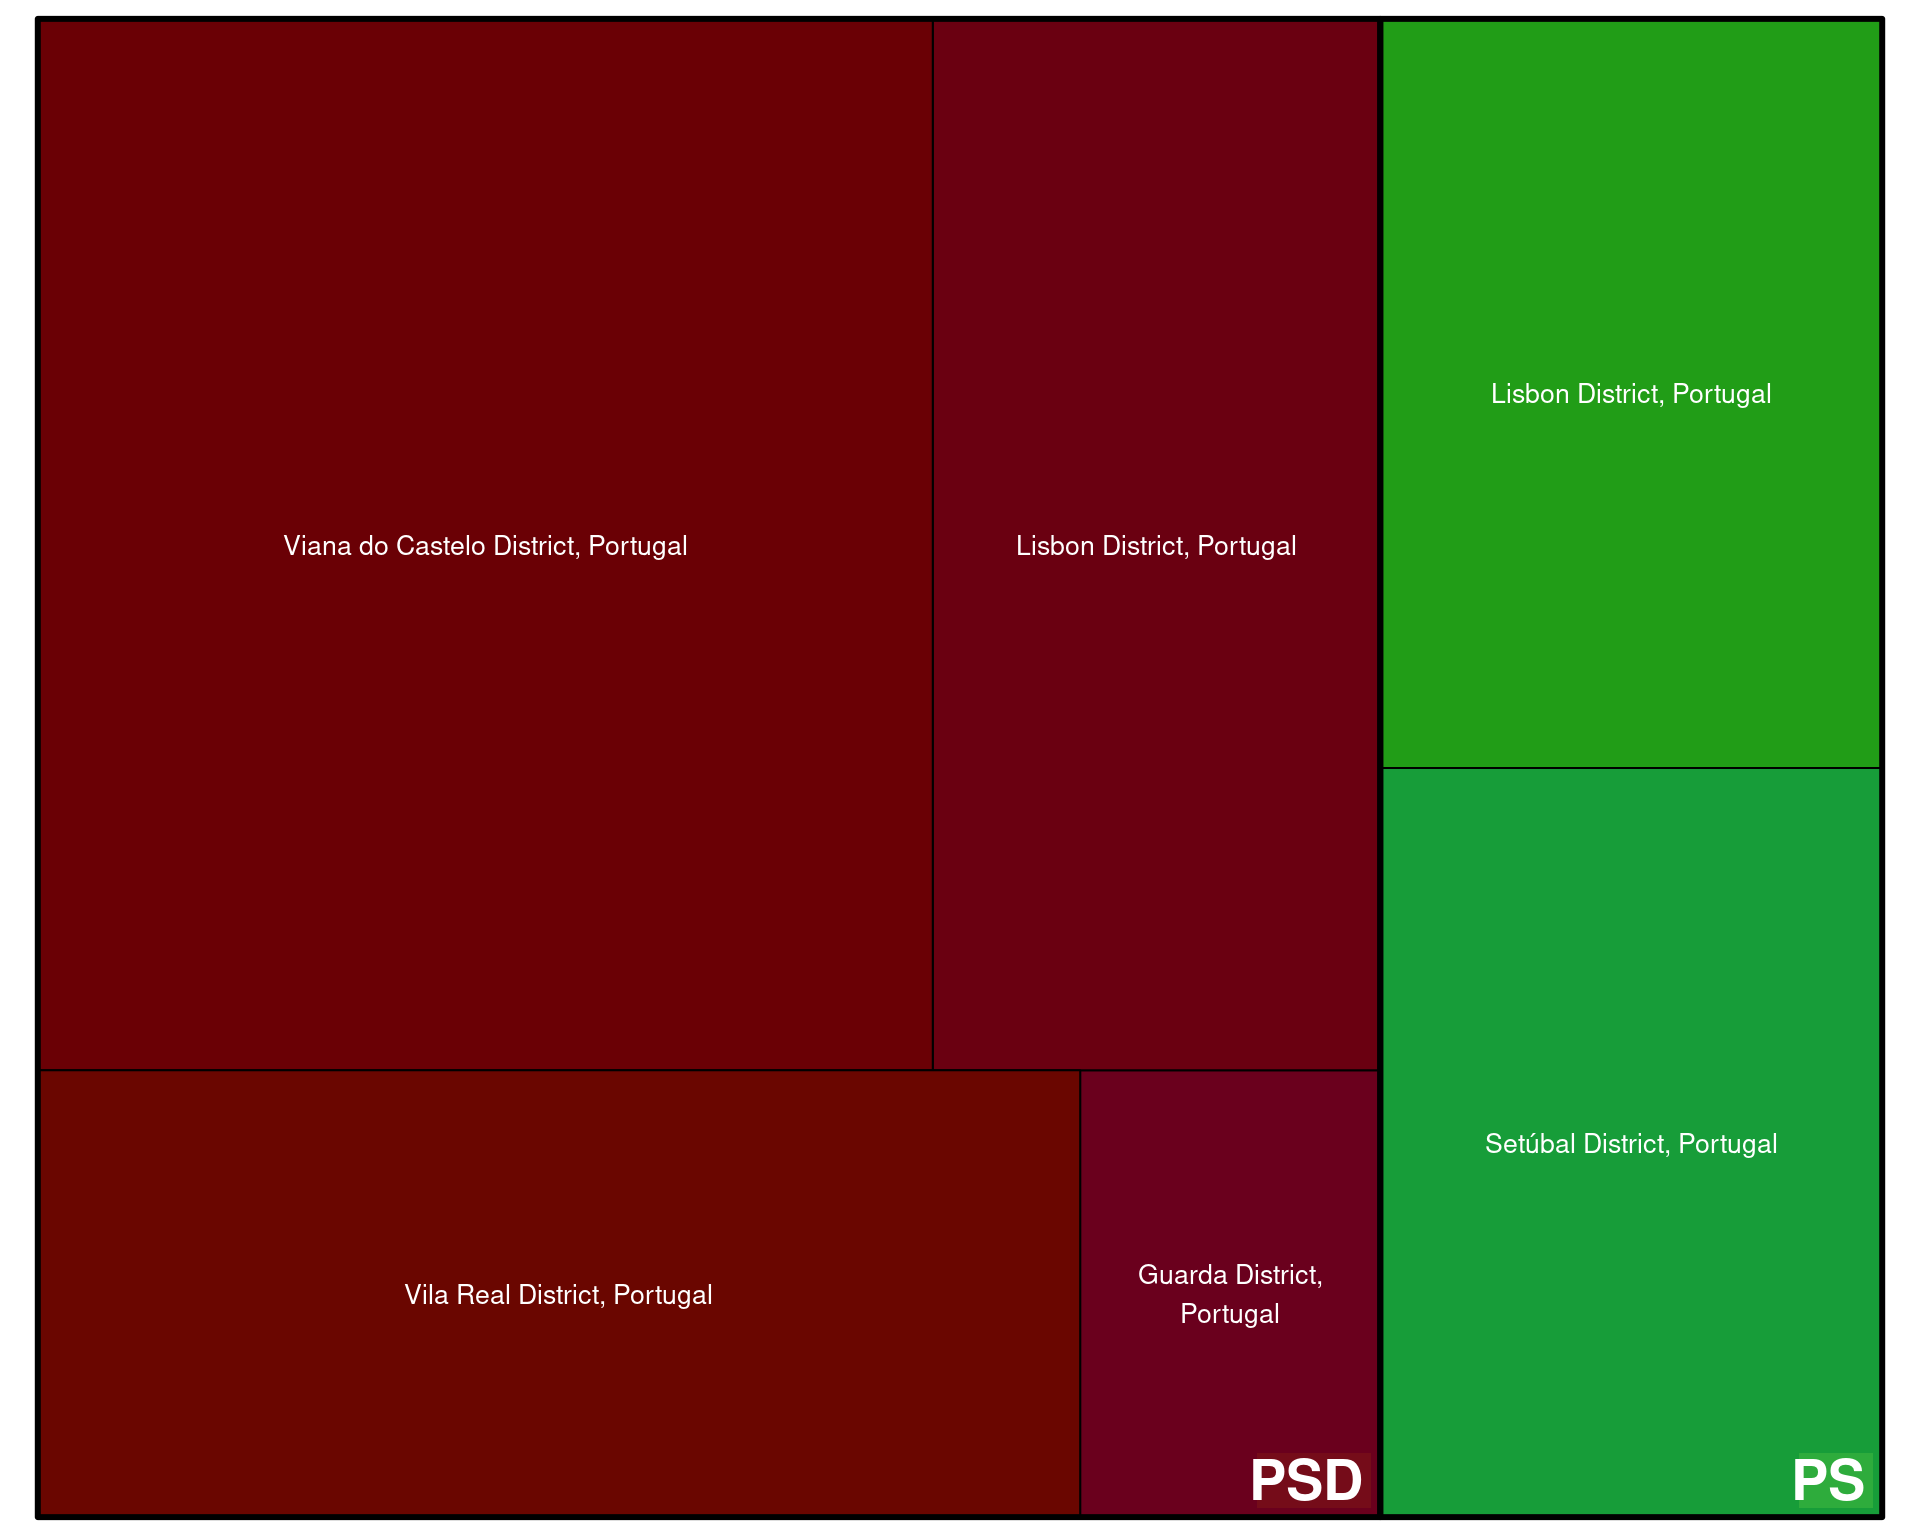 Viana do Castelo District, Portugal
Lisbon District, Portugal
Vila Real District, Portugal
Guarda District,
Portugal
PSD
Lisbon District, Portugal
Setúbal District, Portugal
PS